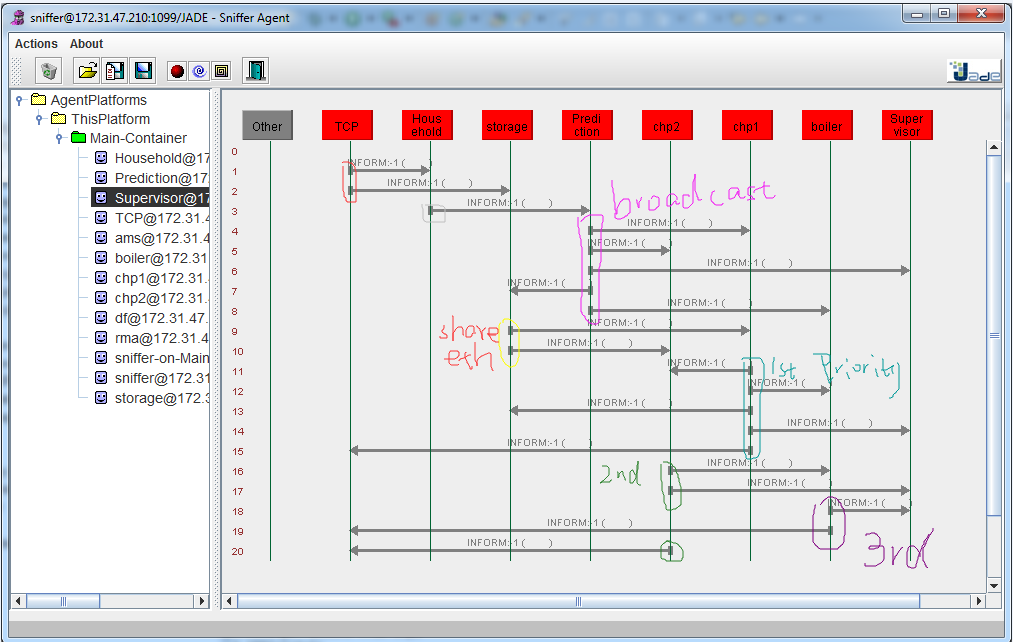 sniffer@172.31.47.210:1099/JADE - Sniffer Agent
Actions About
Jade
AgentPlatforms
ThisPlatform
Main-Container
Household@17
Prediction@17
Supervisor@17
TCP@172.31.4
ams@172.31.4
boiler@172.31
chp1@172.31.
chp2@172.31.
df@172.31.47.
rma@172.31.4
sniffer-on-Main
sniffer@172.31
storage@172.3
Other TCP Hous storage Predi chp2 chp1 boiler Super
ehold ction visor
0
INFORM:-1 ( )
1
INFORM:-1 ( )
2
INFORM:-1 ( )
3
broadcast
INFORM:-1 ( )
4
INFORM:-1 ( )
5
INFORM:-1 ( )
6
INFORM:-1 ( )
7
INFORM:-1 ( )
8
INFORM:-1 ( )
9
share
eth
INFORM:-1 ( )
10
INFORM:-1 ( )
11
1st Priority
INFORM:-1 ( )
12
INFORM:-1 ( )
13
INFORM:-1 ( )
14
INFORM:-1 ( )
15
INFORM:-1 ( )
16
2nd
INFORM:-1 ( )
17
INFORM:-1 ( )
18
INFORM:-1 ( )
19
3rd
INFORM:-1 ( )
20